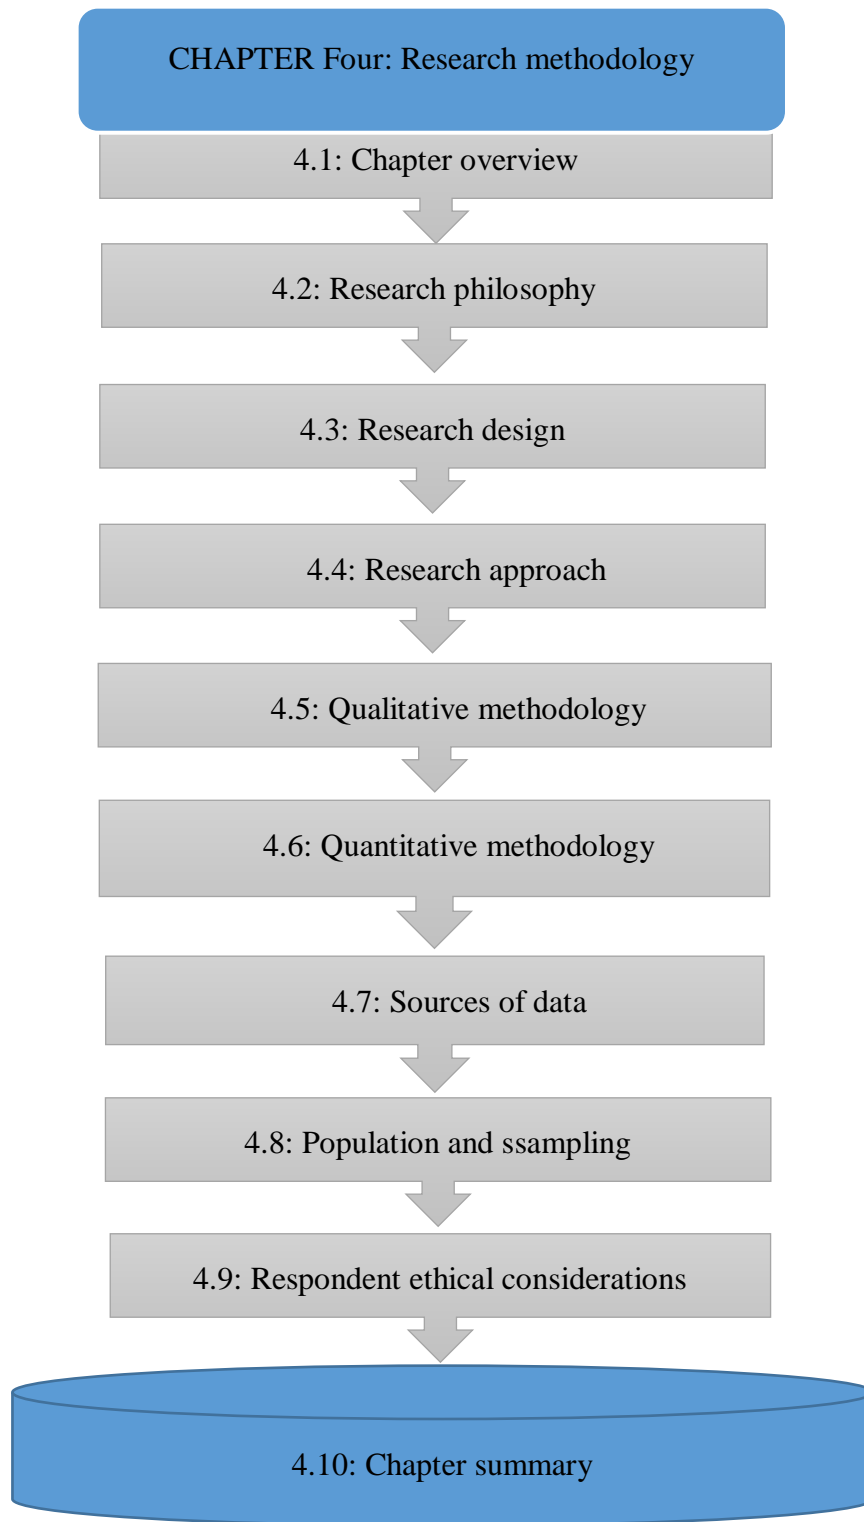 CHAPTER Four: Research methodology
4.1: Chapter overview
4.2: Research philosophy
4.3: Research design
4.4: Research approach
4.5: Qualitative methodology
4.6: Quantitative methodology
4.7: Sources of data
4.8: Population and ssampling
4.9: Respondent ethical considerations
4.10: Chapter summary